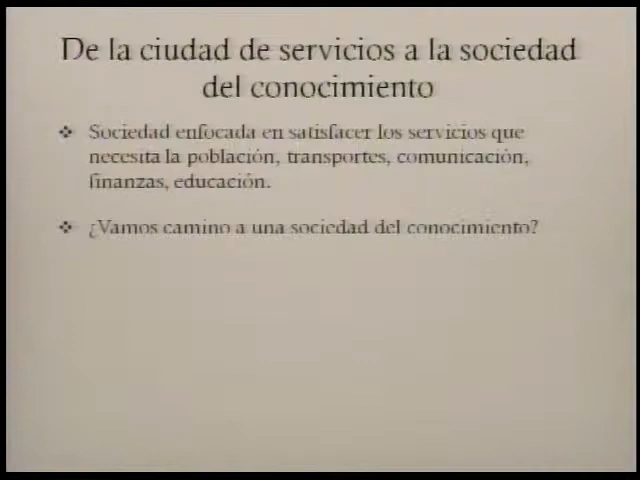 De la ciudad de servicios a la sociedad
del conocimiento
❖ Sociedad enfocada en satisfacer los servicios que
necesita la población, transportes, comunicación,
finanzas, educación.
❖ ¿Vamos camino a una sociedad del conocimiento?